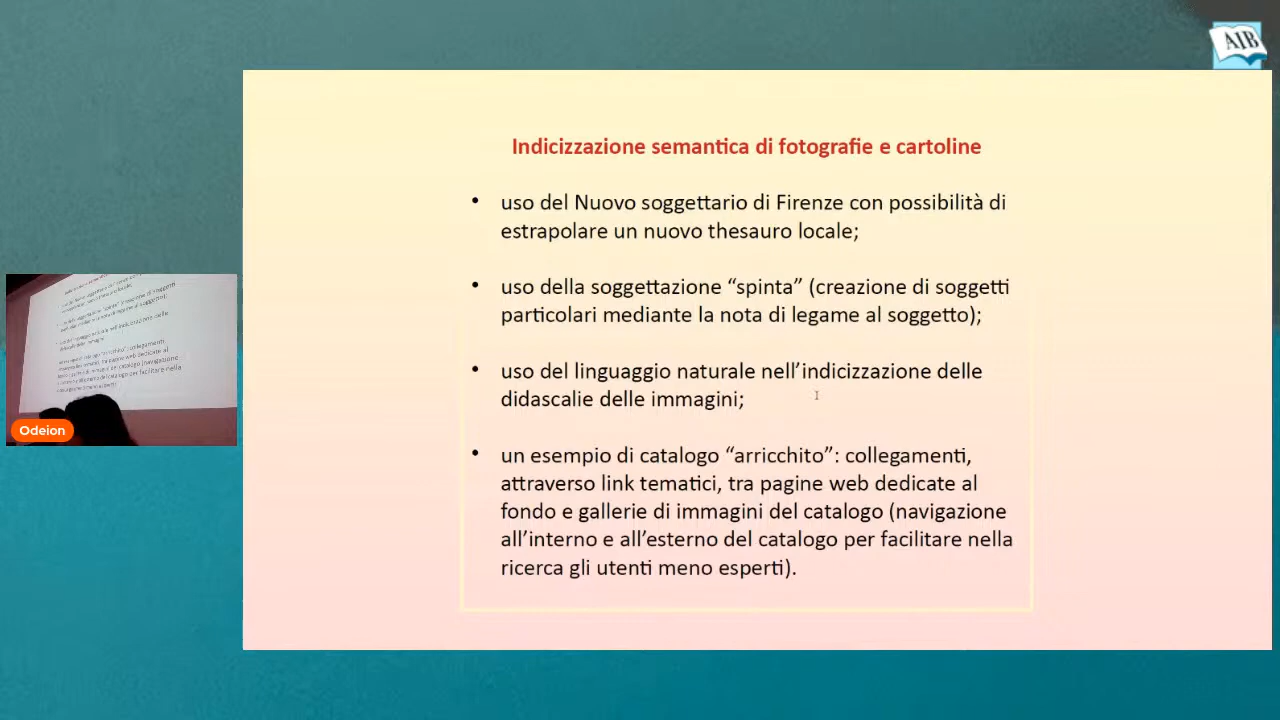 AIB
Indicizzazione semantica di fotografie e cartoline
• uso del Nuovo soggettario di Firenze con possibilità di
estrapolare un nuovo thesauro locale;
• uso della soggettazione “spinta” (creazione di soggetti
particolari mediante la nota di legame al soggetto);
• uso del linguaggio naturale nell’indicizzazione delle
didascalie delle immagini;
• un esempio di catalogo “arricchito”: collegamenti,
attraverso link tematici, tra pagine web dedicate al
fondo e gallerie di immagini del catalogo (navigazione
all’interno e all’esterno del catalogo per facilitare nella
ricerca gli utenti meno esperti).
Odeion